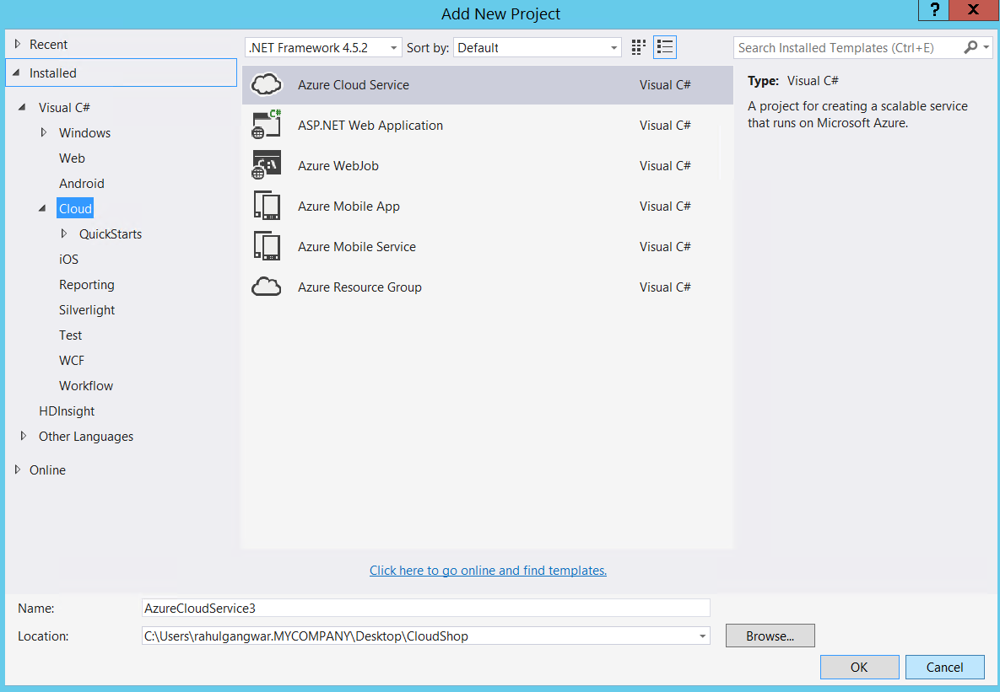 Add New Project
?
X
Recent
Installed
Visual C#
Windows
Web
Android
Cloud
QuickStarts
iOS
Reporting
Silverlight
Test
WCF
Workflow
HDInsight
Other Languages
Online
.NET Framework 4.5.2 Sort by: Default
Azure Cloud Service Visual C#
C#
ASP.NET Web Application Visual C#
C:\
Azure WebJob Visual C#
Azure Mobile App Visual C#
Azure Mobile Service Visual C#
Azure Resource Group Visual C#
Click here to go online and find templates.
Search Installed Templates (Ctrl+E)
Type: Visual C#
A project for creating a scalable service
that runs on Microsoft Azure.
Name: AzureCloudService3
Location: C:\Users\rahulgangwar.MYCOMPANY\Desktop\CloudShop
Browse...
OK Cancel